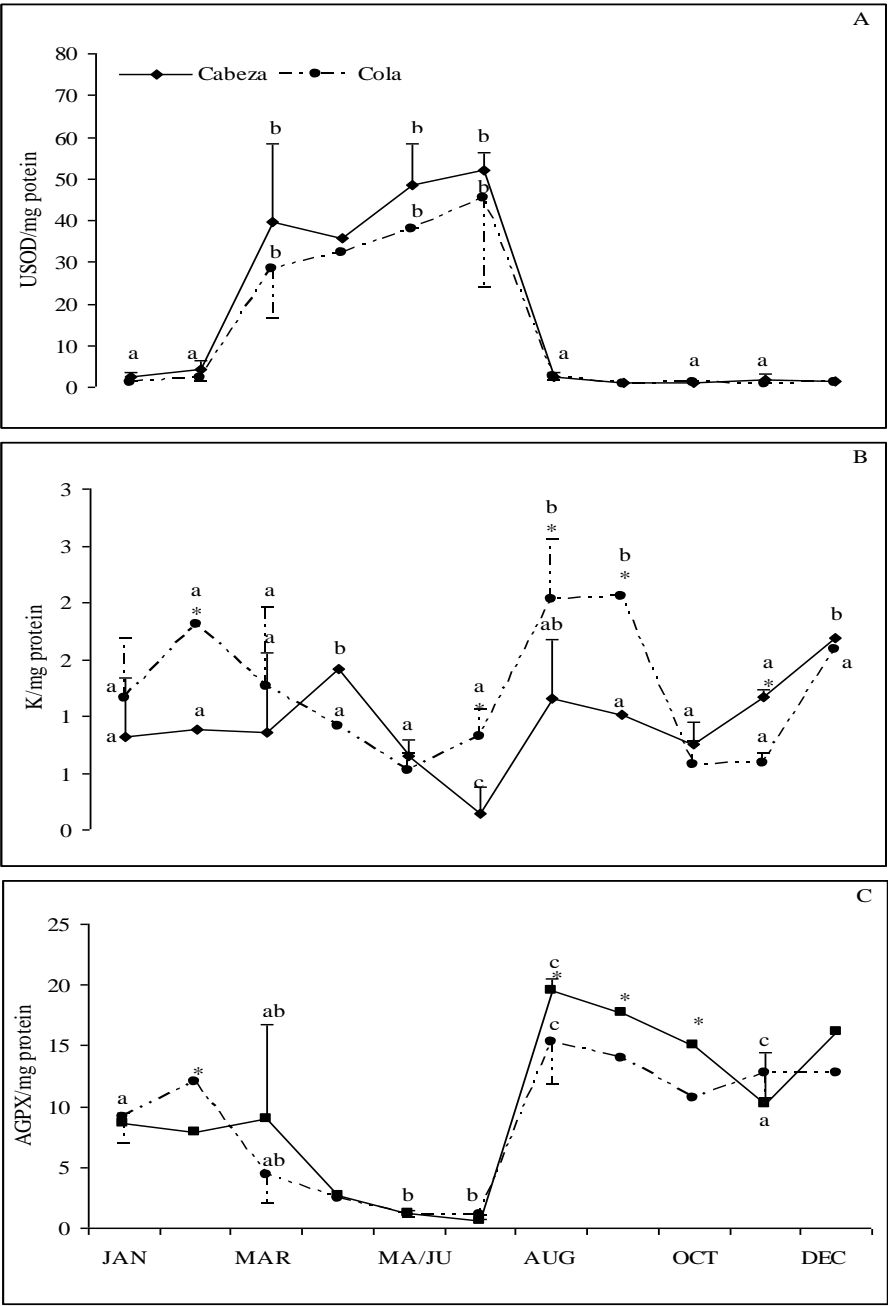 A
80
Cabeza Cola
70
b b b
60
50
b
b
40
b
30
20
10
a a a a a
0
USOD/mg potein
B
3
b
*
3
b
*
a
*
a
2
a
b
ab
b
2
a
a
a
*
a
*
a
a
a
a
a
1
a
a
c
1
0
K/mg protein
C
25
c
*
20
*
*
ab
15
c
c
*
a
10
a
ab
5
b b
0
AGPX/mg protein
JAN MAR MA/JU AUG OCT DEC